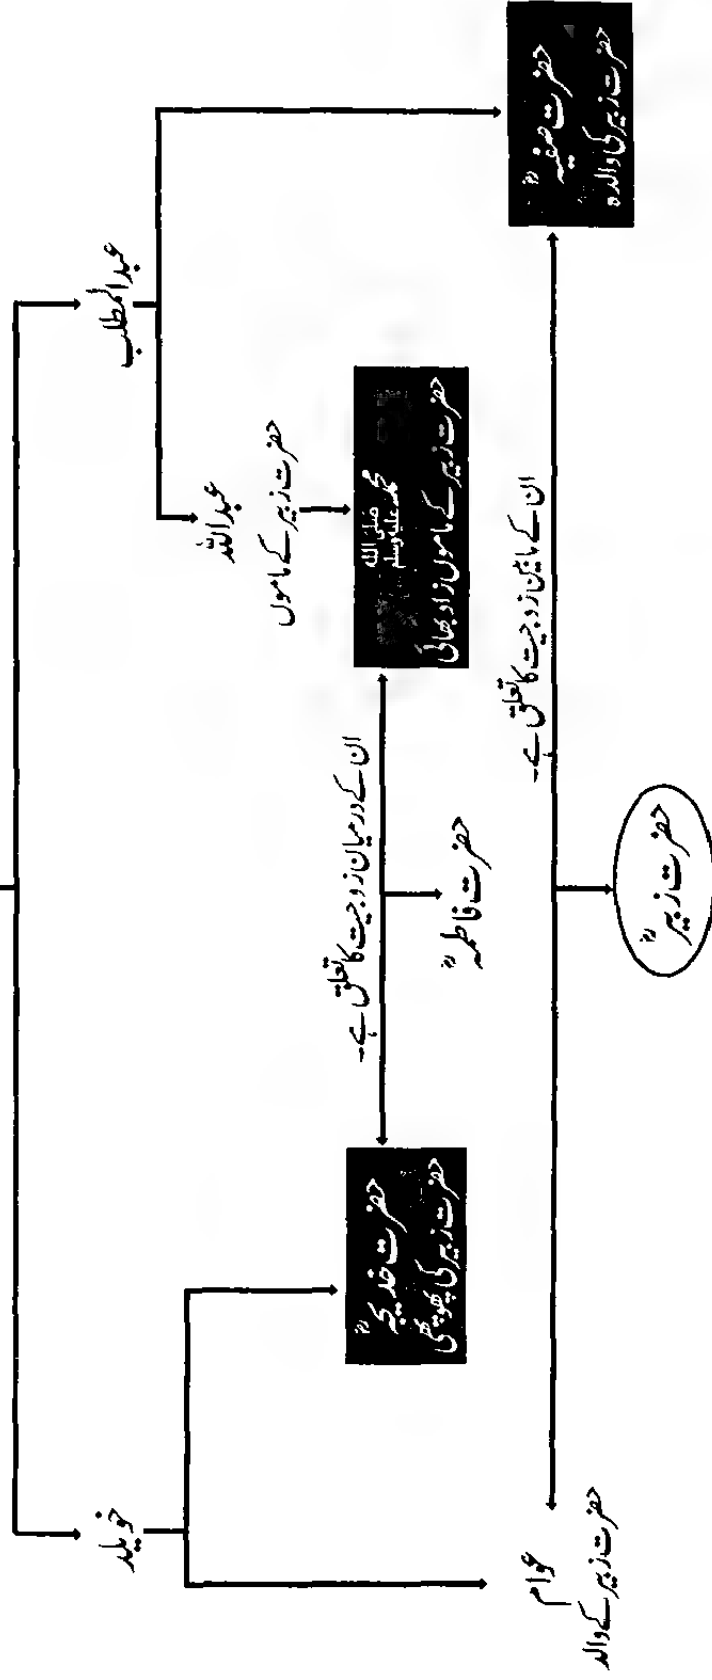 عبدالمطلب
خویلد
عبداللہ
حضرت زبیر کے ماموں
محمد صلی اللہ علیہ وسلم
حضرت زبیر کے ماموں زاد بھائی
ان کے درمیان زوجیت کا تعلق ہے۔
حضرت خدیجہؓ
حضرت زبیر کی پھوپھی
حضرت فاطمہؓ
حضرت صفیہؓ
حضرت زبیر کی والدہ
ان کے مابین زوجیت کا تعلق ہے۔
عوام
حضرت زبیر کے والد
حضرت زبیرؓ